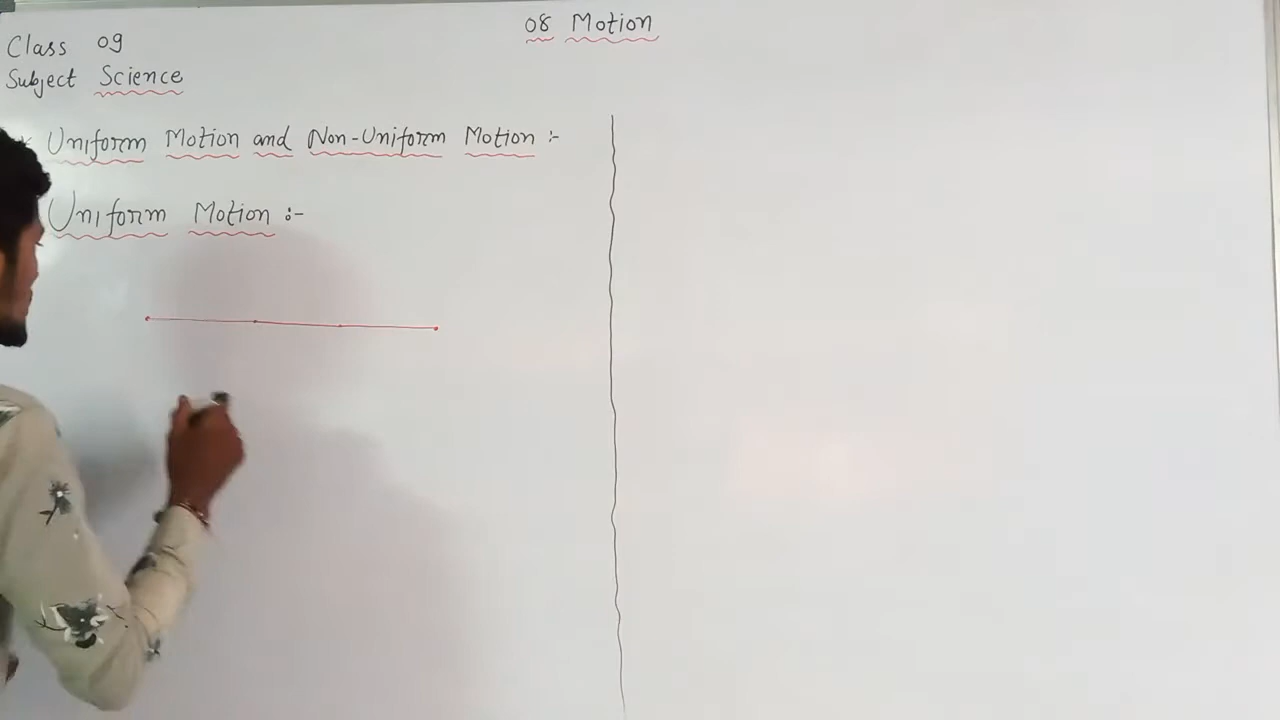 08 Motion
Class 09
Subject Science
* Uniform Motion and Non-Uniform Motion :-
Uniform Motion :-